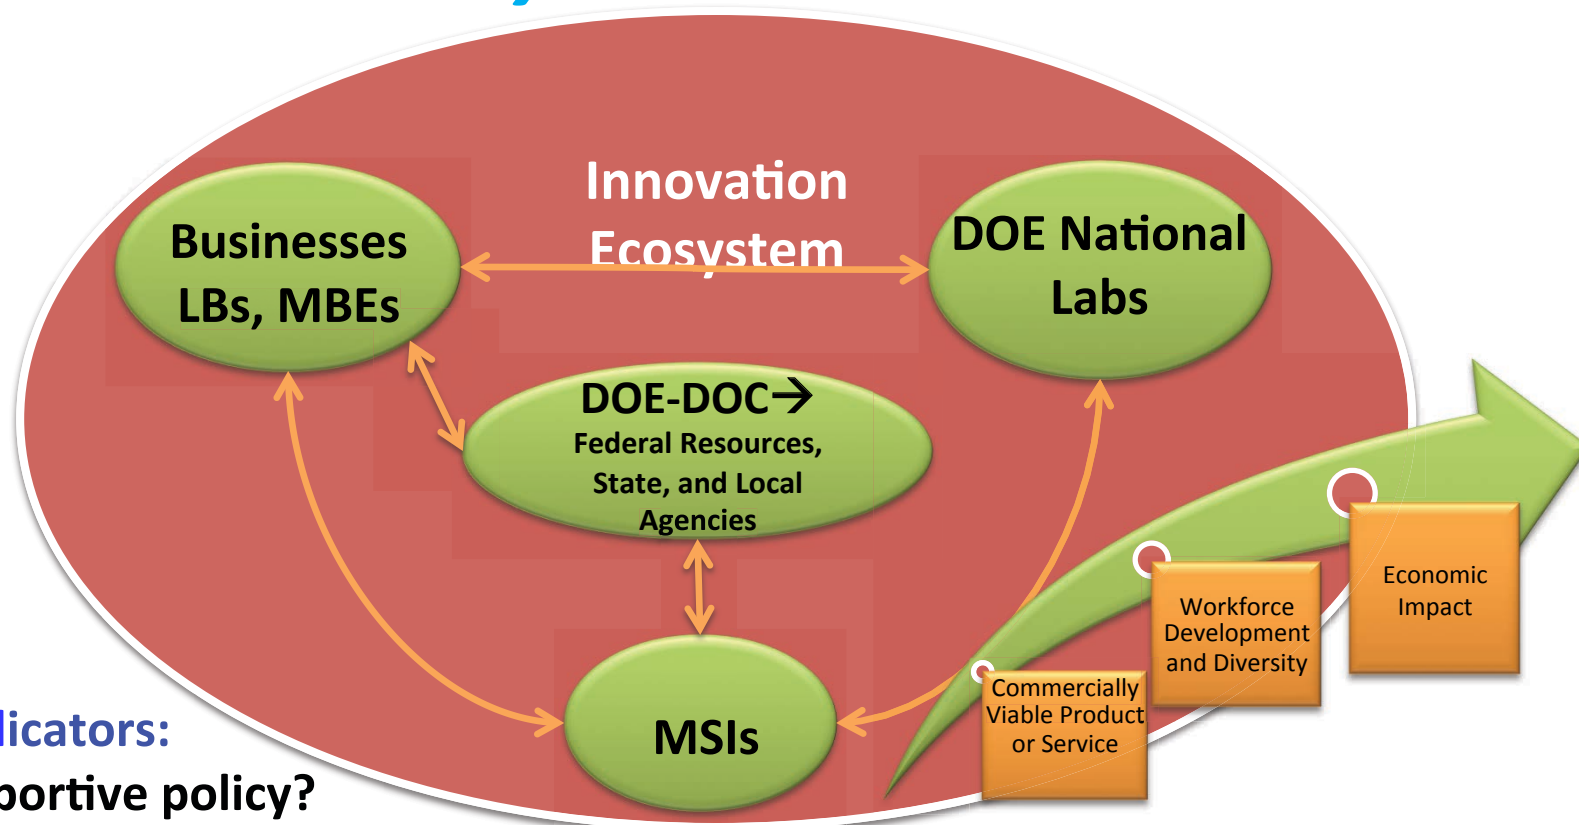 Innovation
Ecosystem
Businesses
LBs, MBEs
DOE National
Labs
DOE-DOC→
Federal Resources,
State, and Local
Agencies
MSIs
Economic
Impact
Workforce
Development
and Diversity
Commercially
Viable Product
or Service
licators:
portive policy?